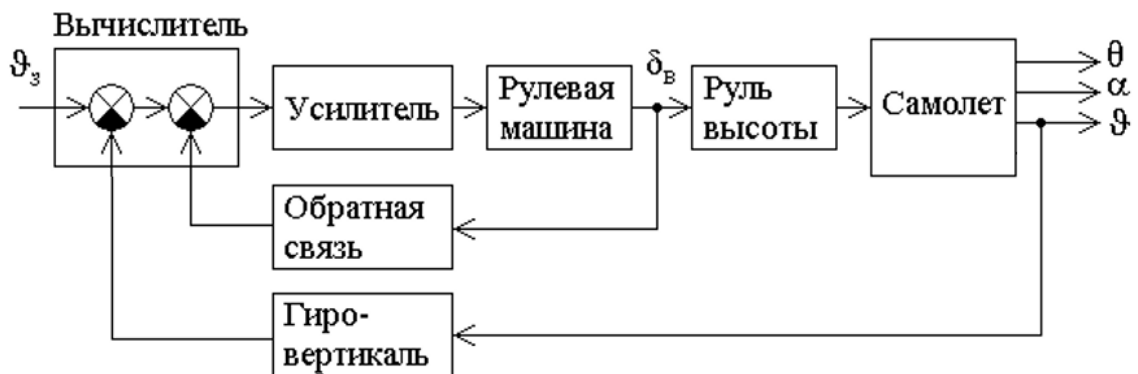 Вычислитель
ϑз
Усилитель
Рулевая
машина
δв
Руль
высоты
Самолет
θ
α
ϑ
Обратная
связь
Гиро-
вертикаль